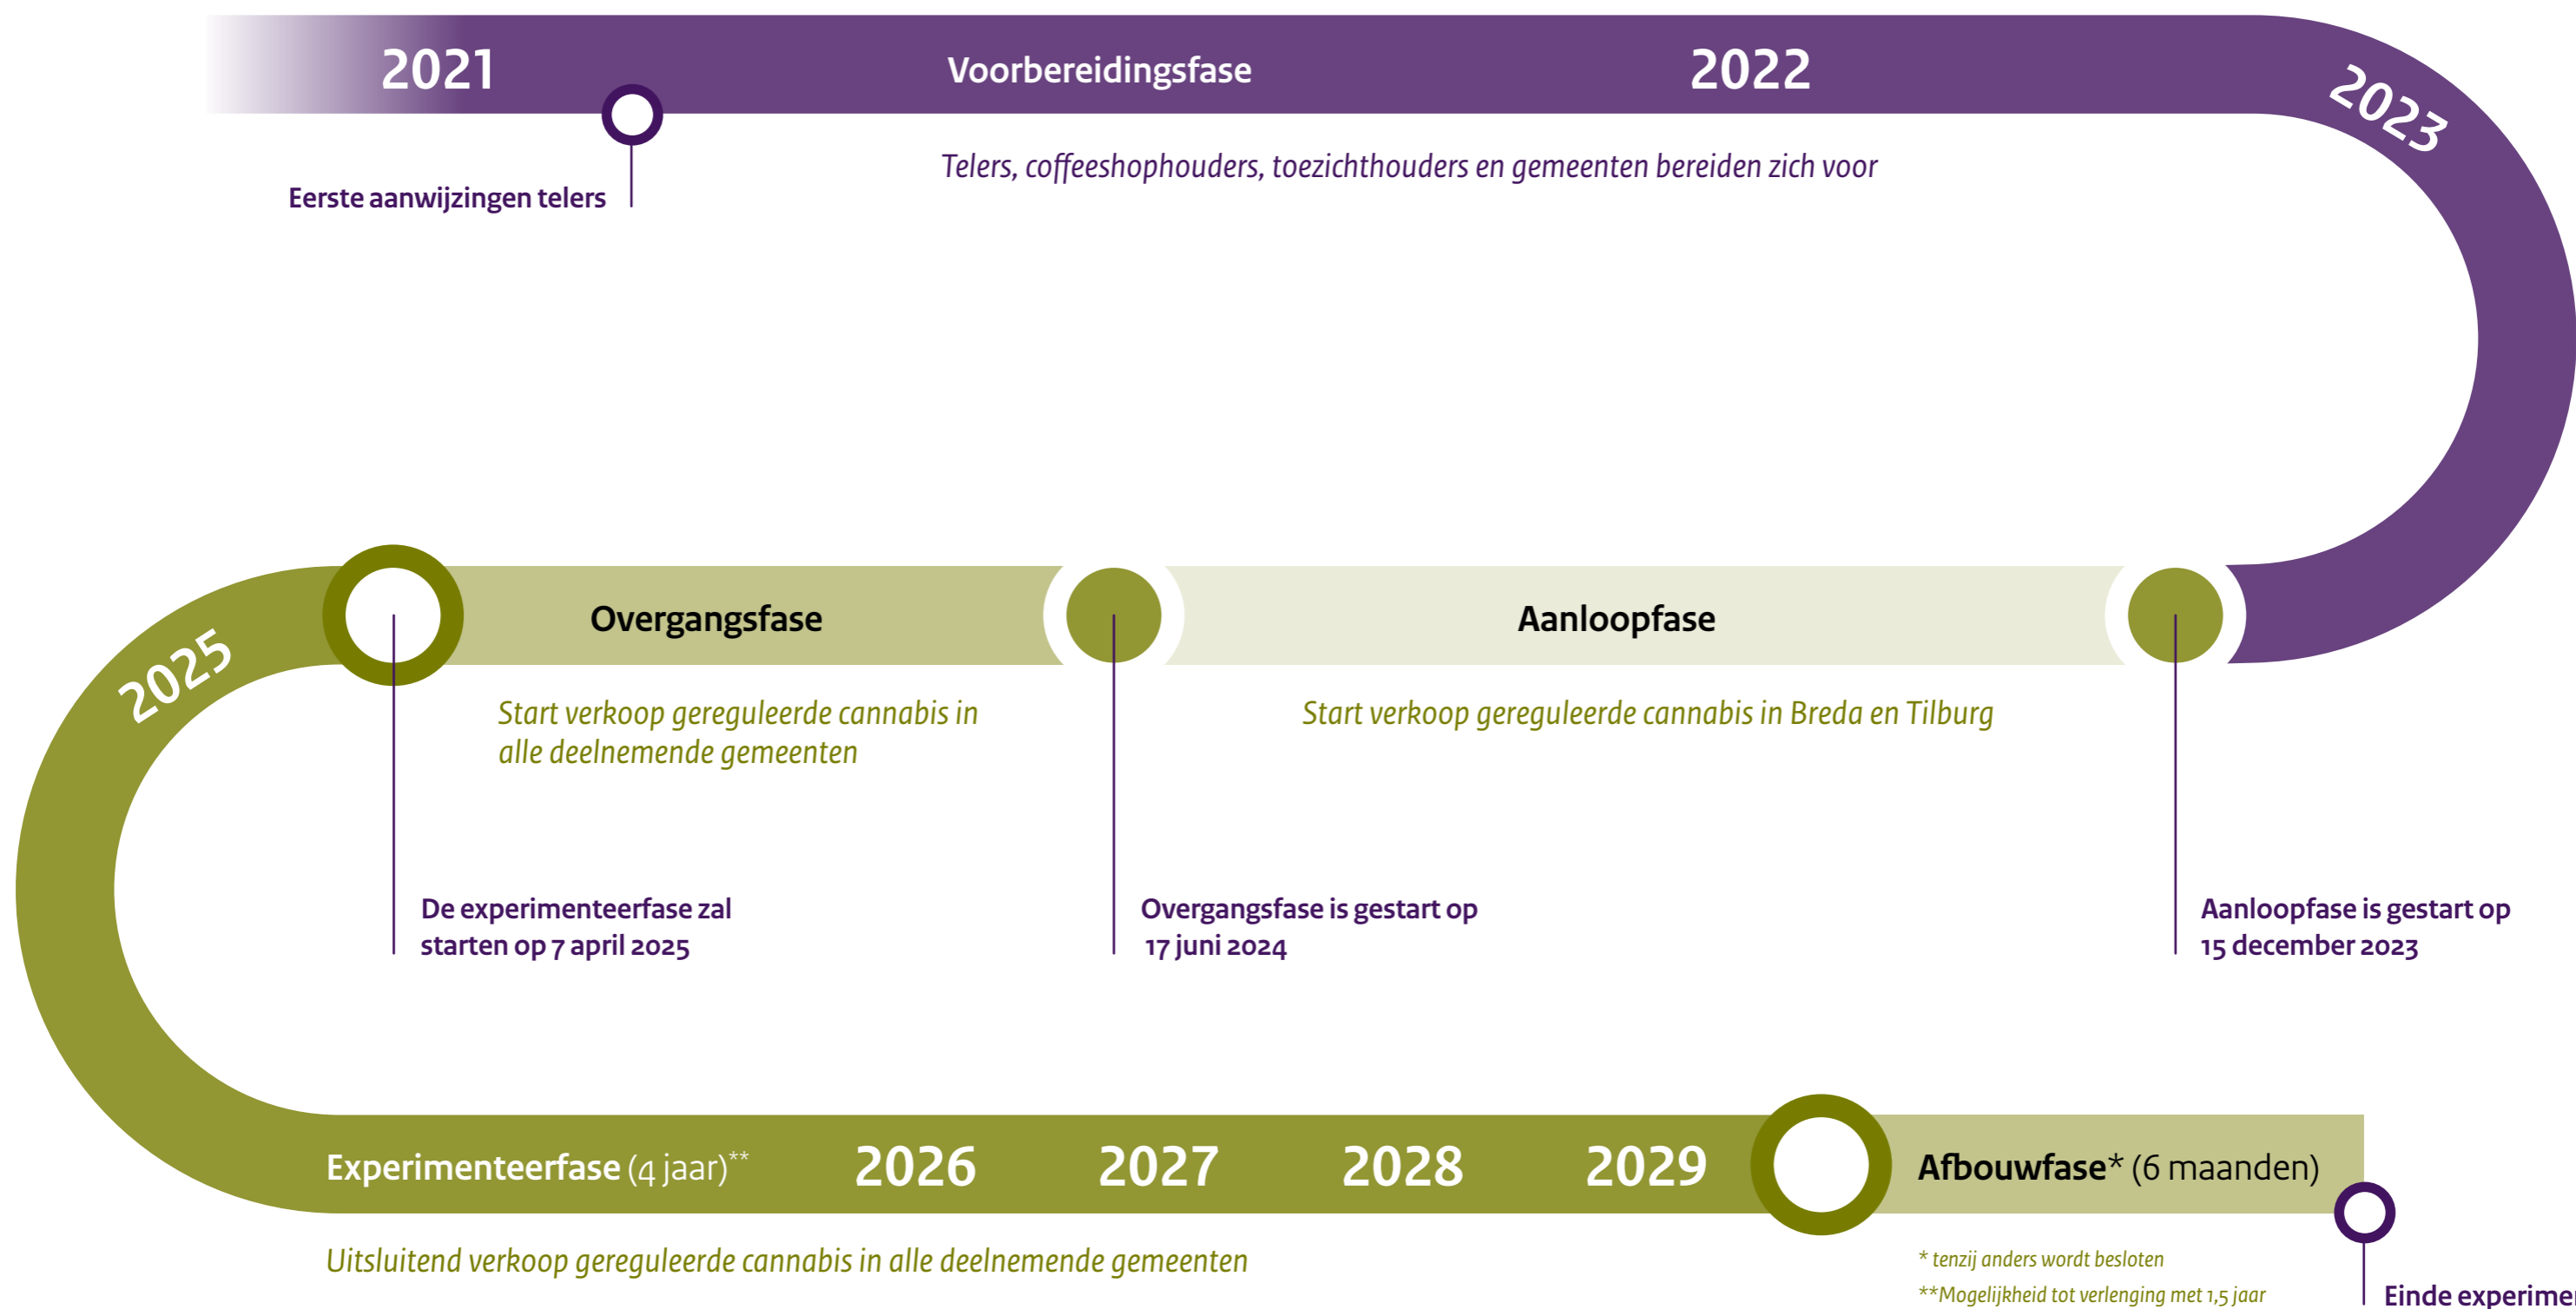 2021
Voorbereidingsfase
2022
2023
Eerste aanwijzingen telers
Telers, coffeeshophouders, toezichthouders en gemeenten bereiden zich voor
Overgangsfase
Aanloopfase
2025
Start verkoop gereguleerde cannabis in
alle deelnemende gemeenten
Start verkoop gereguleerde cannabis in Breda en Tilburg
De experimenteerfase zal
starten op 7 april 2025
Overgangsfase is gestart op
17 juni 2024
Aanloopfase is gestart op
15 december 2023
Experimenteerfase (4 jaar)**
2026
2027
2028
2029
Afbouwfase* (6 maanden)
Uitsluitend verkoop gereguleerde cannabis in alle deelnemende gemeenten
* tenzij anders wordt besloten
**Mogelijkheid tot verlenging met 1,5 jaar
Einde